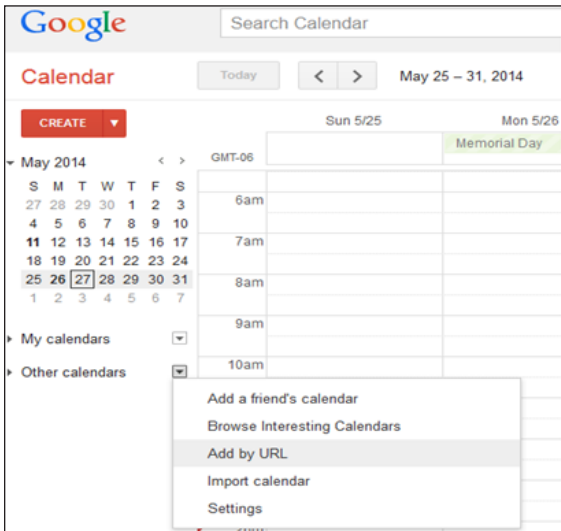 Google
Search Calendar
Calendar
Today
< >
May 25 – 31, 2014
CREATE
May 2014
< >
S M T W T F S
27 28 29 30 1 2 3
4 5 6 7 8 9 10
11 12 13 14 15 16 17
18 19 20 21 22 23 24
25 26 27 28 29 30 31
1 2 3 4 5 6 7
My calendars
Other calendars
Sun 5/25
Mon 5/26
GMT-06
Memorial Day
6am
7am
8am
9am
10am
Add a friend's calendar
Browse Interesting Calendars
Add by URL
Import calendar
Settings